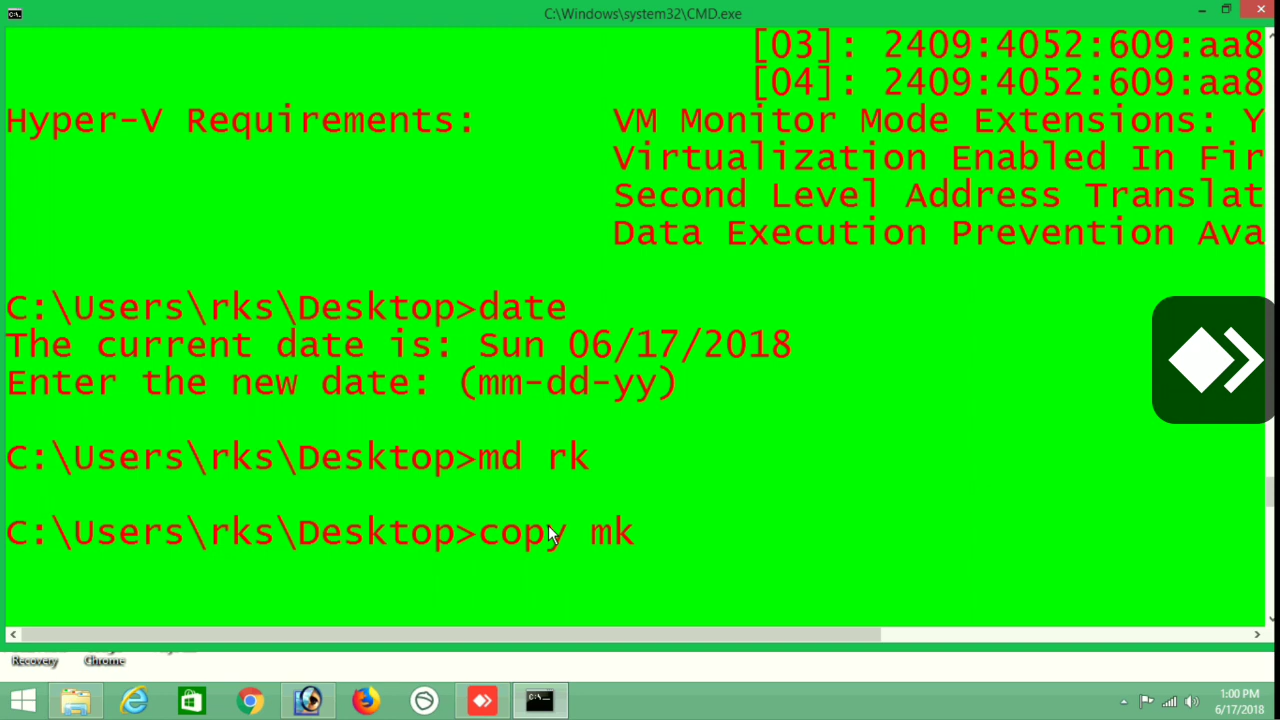 C:\Windows\system32\CMD.exe
[03]: 2409:4052:609:aa8
[04]: 2409:4052:609:aa8
Hyper-V Requirements: VM Monitor Mode Extensions: Y
Virtualization Enabled In Fir
Second Level Address Translat
Data Execution Prevention Ava
C:\Users\rks\Desktop>date
The current date is: Sun 06/17/2018
Enter the new date: (mm-dd-yy)
C:\Users\rks\Desktop>md rk
C:\Users\rks\Desktop>copy mk
Recovery Chrome
1:00 PM
6/17/2018